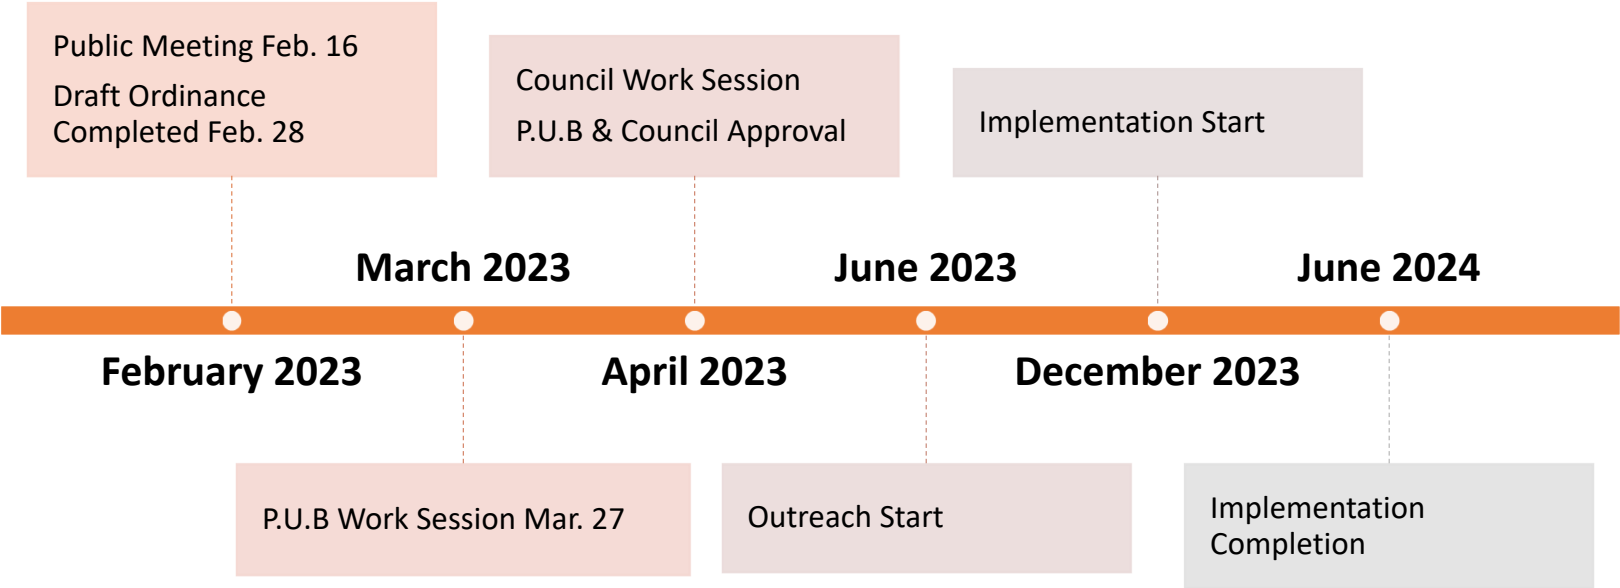 Public Meeting Feb. 16
Draft Ordinance
Completed Feb. 28
Council Work Session
P.U.B & Council Approval
Implementation Start
March 2023
June 2023
June 2024
February 2023
April 2023
December 2023
P.U.B Work Session Mar. 27
Outreach Start
Implementation
Completion